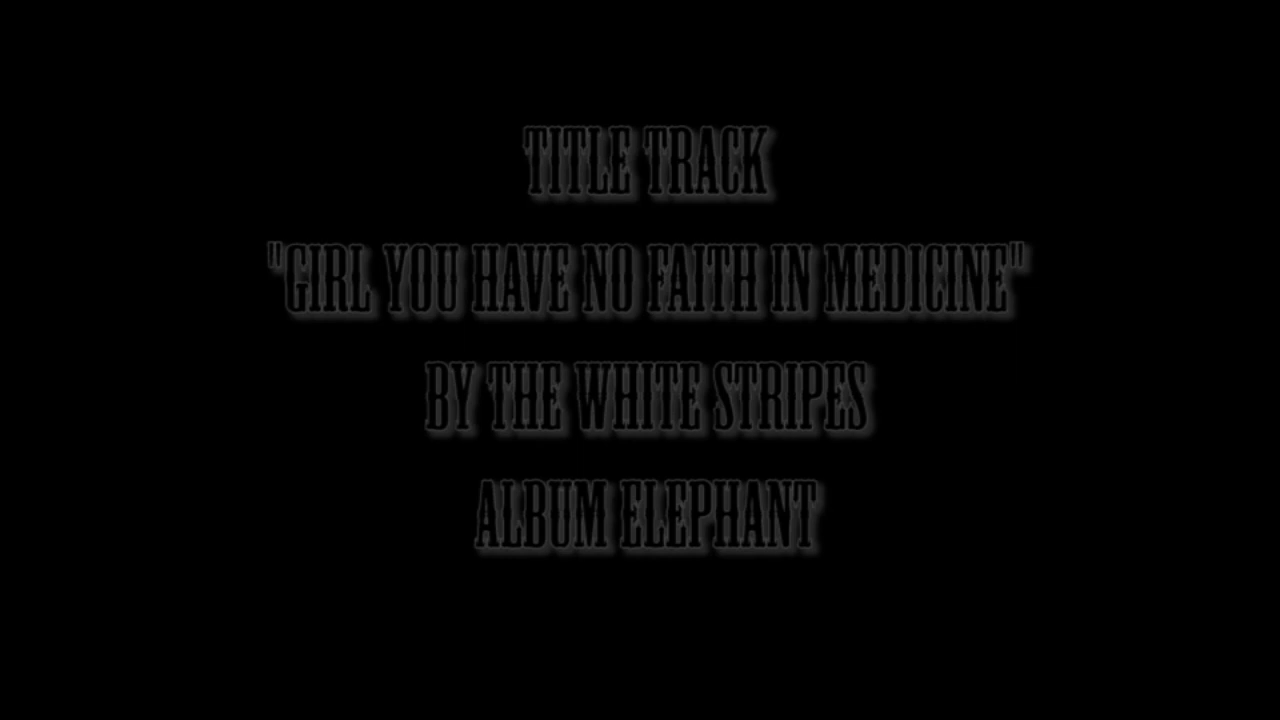 TITLE TRACK
"GIRL YOU HAVE NO FAITH IN MEDICINE"
BY THE WHITE STRIPES
ALBUM ELEPHANT